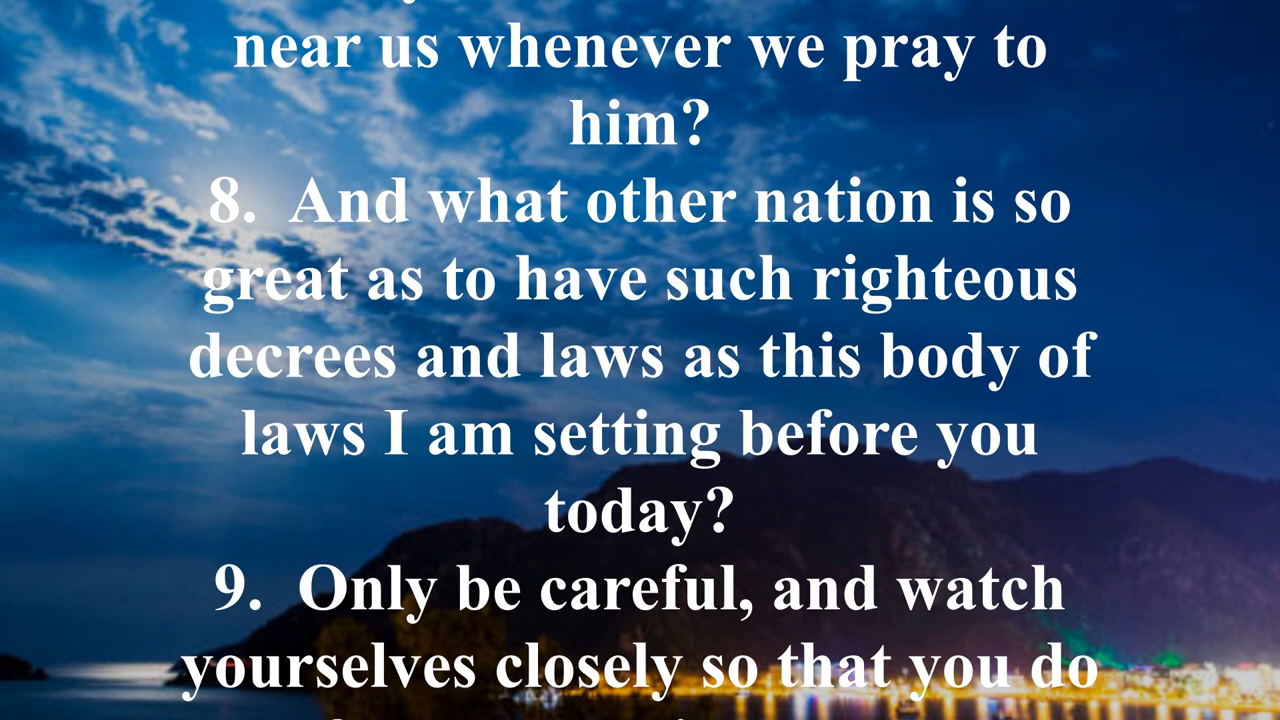 near us whenever we pray to
him?
8.  And what other nation is so
great as to have such righteous
decrees and laws as this body of
laws I am setting before you
today?
9.  Only be careful, and watch
yourselves closely so that you do